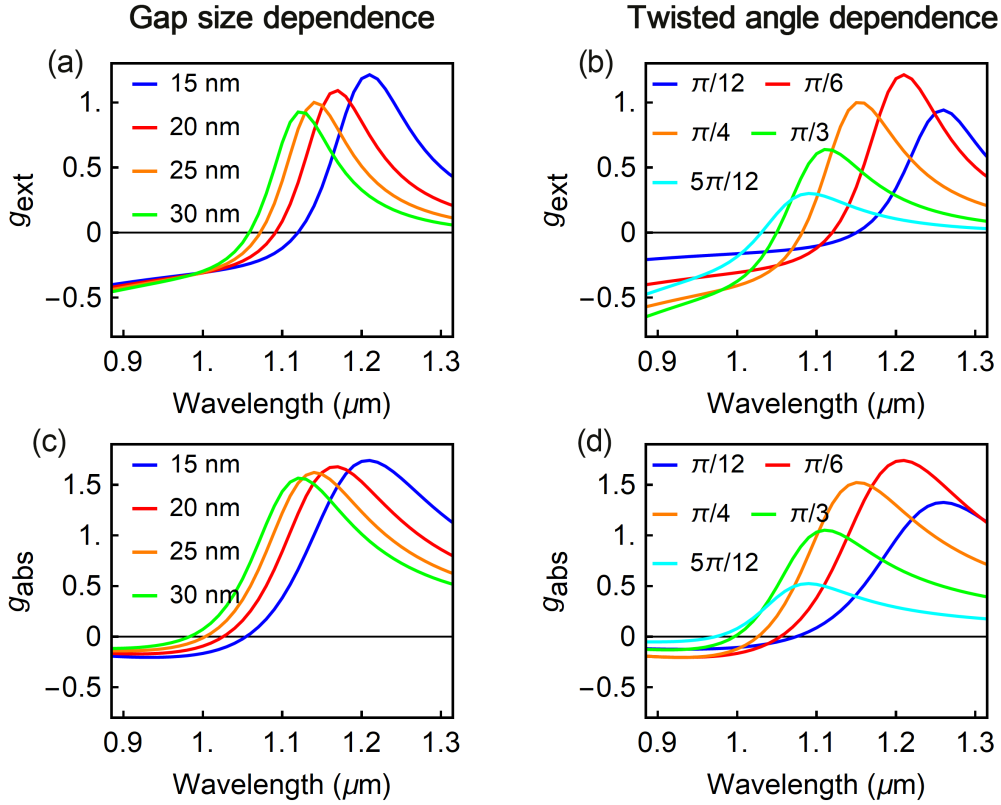 Gap size dependence
Twisted angle dependence
(a)
15 nm
20 nm
25 nm
30 nm
1.
0.5
0
−0.5
gext
0.9 1. 1.1 1.2 1.3
Wavelength (μm)
(b)
π/12 π/6
π/4 π/3
5π/12
1.
0.5
0
−0.5
gext
0.9 1. 1.1 1.2 1.3
Wavelength (μm)
(c)
15 nm
20 nm
25 nm
30 nm
1.5
1.
0.5
0
−0.5
gabs
0.9 1. 1.1 1.2 1.3
Wavelength (μm)
(d)
π/12 π/6
π/4 π/3
5π/12
1.5
1.
0.5
0
−0.5
gabs
0.9 1. 1.1 1.2 1.3
Wavelength (μm)